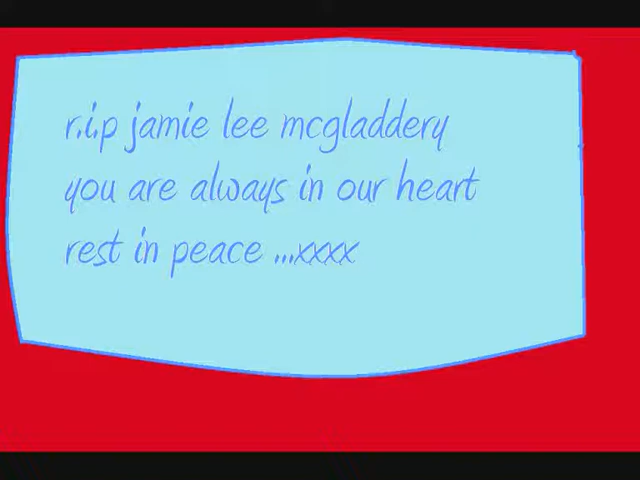 r.i.p jamie lee mcgladdery
you are always in our heart
rest in peace ...xxxx